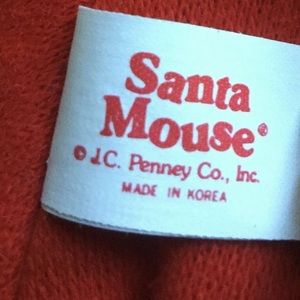 Santa
Mouse®
© J.C. Penney Co., Inc.
MADE IN KOREA